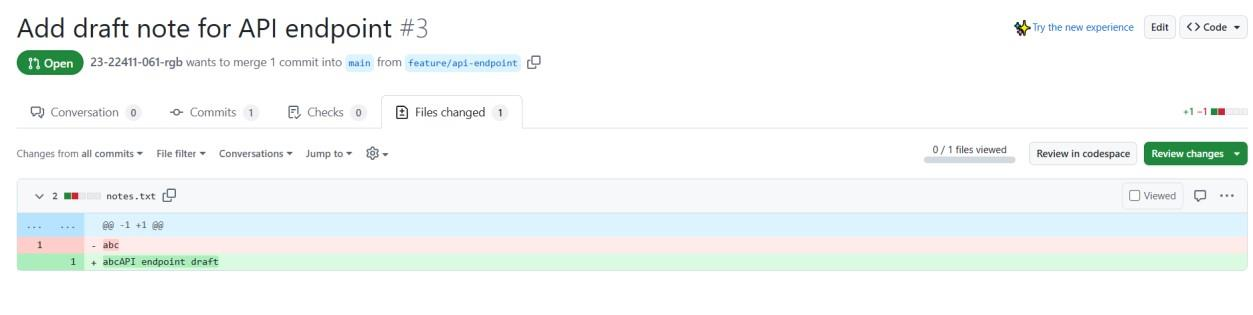 Add draft note for API endpoint #3
Try the new experience
Edit
<> Code
Open
23-22411-061-rgb wants to merge 1 commit into main from feature/api-endpoint
Conversation 0
Commits 1
Checks 0
Files changed 1
+1 −1
Changes from all commits
File filter
Conversations
Jump to
0 / 1 files viewed
Review in codespace
Review changes
2 notes.txt
Viewed
... ... @@ -1 +1 @@
1 - abc
1 + abcAPI endpoint draft